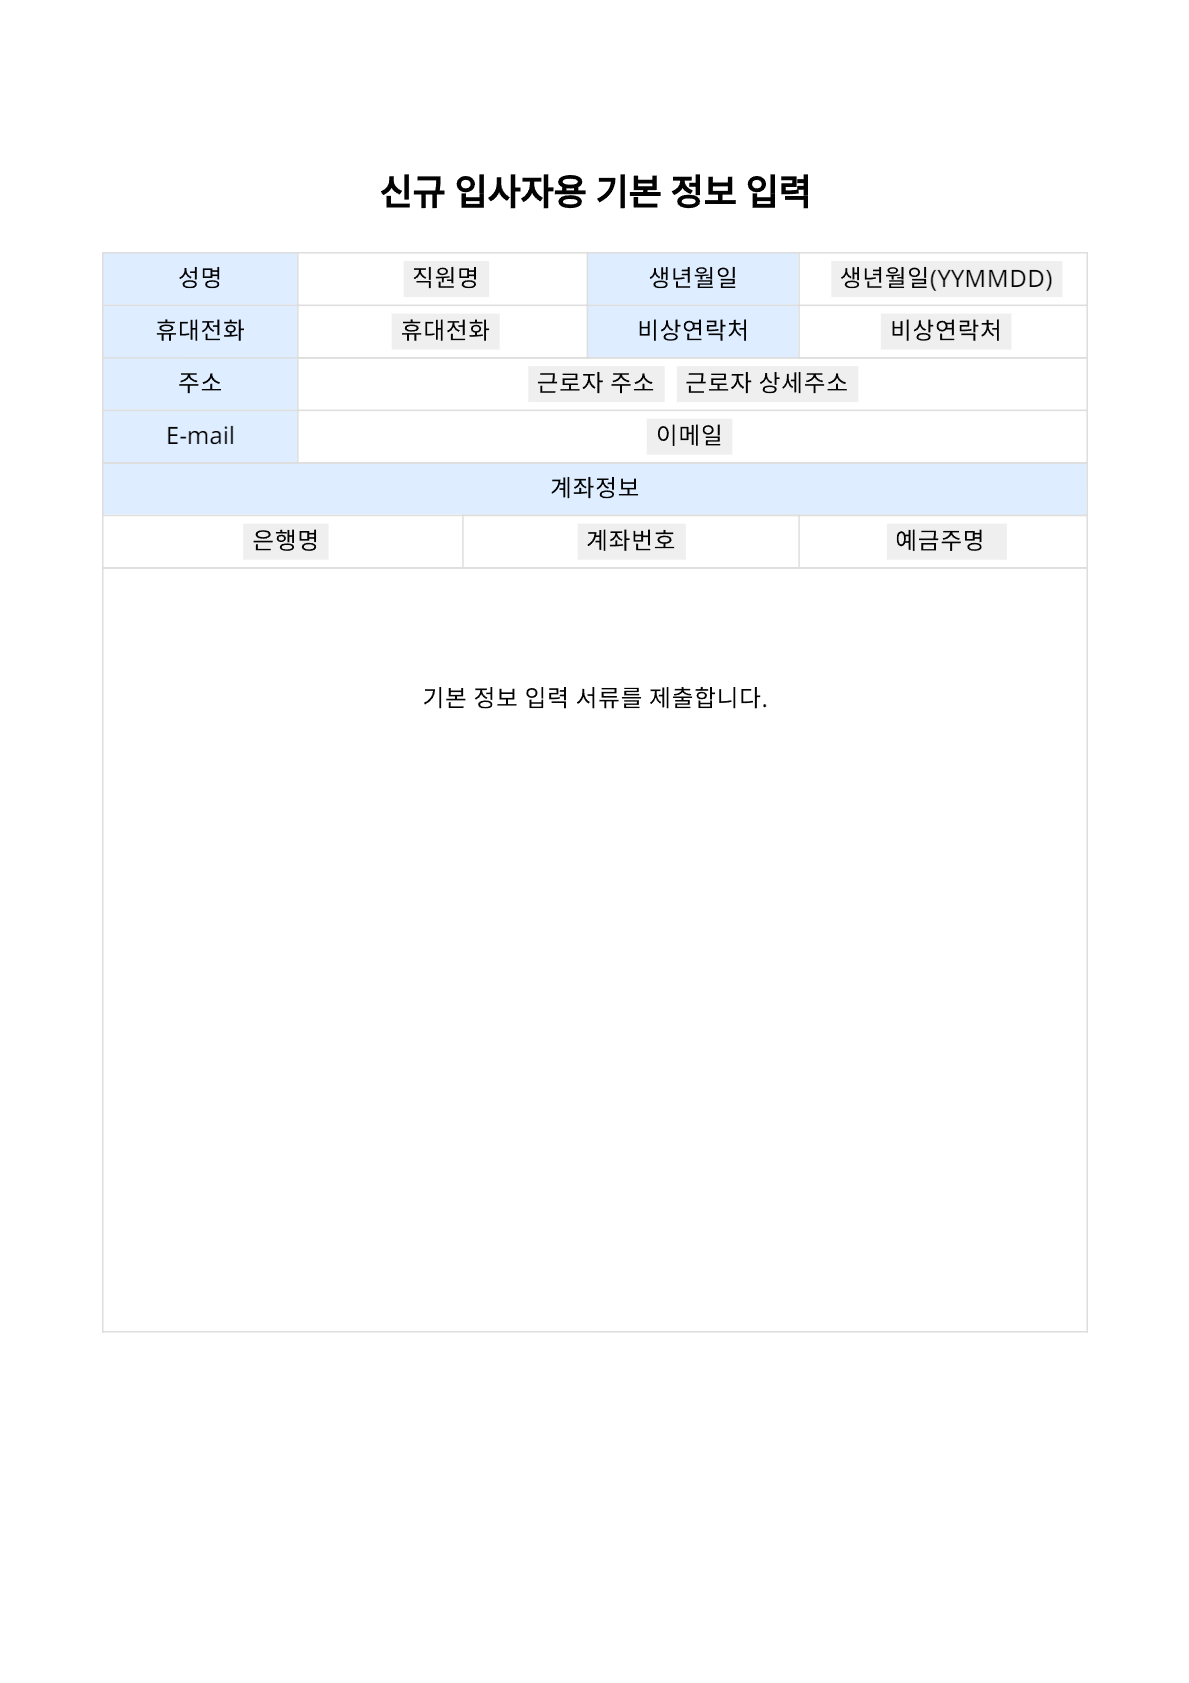 신규 입사자용 기본 정보 입력
성명 직원명 생년월일 생년월일(YYMMDD)
휴대전화 휴대전화 비상연락처 비상연락처
주소 근로자 주소 근로자 상세주소
E-mail 이메일
계좌정보
은행명 계좌번호 예금주명
기본 정보 입력 서류를 제출합니다.